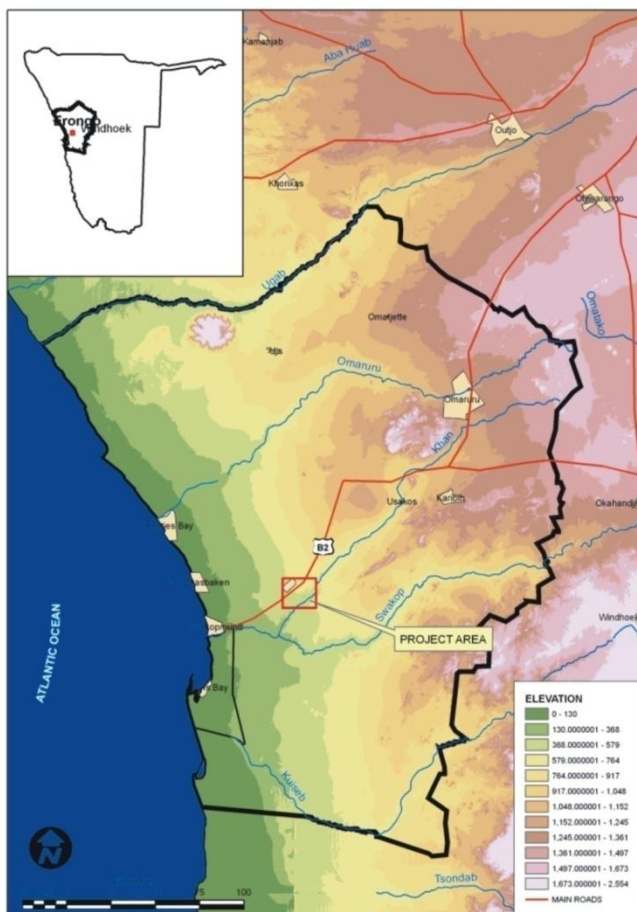 Erongo
Windhoek
Kamanjab
Aba Huab
Outjo
Khorixas
Otjiwarongo
Ugab
Omatjette
Omatako
Omaruru
Omaruru
Khan
Usakos
Karibib
Okahandj
B2
Swakop
PROJECT AREA
Windhoek
ATLANTIC OCEAN
Bay
Bay
Kuiseb
Tsondab
N
75
100
ELEVATION
0 - 130
130.0000001 - 368
368.0000001 - 579
579.0000001 - 764
764.0000001 - 917
917.0000001 - 1,048
1,048.000001 - 1,152
1,152.000001 - 1,245
1,245.000001 - 1,361
1,361.000001 - 1,497
1,497.000001 - 1,673
1,673.000001 - 2,554
MAIN ROADS